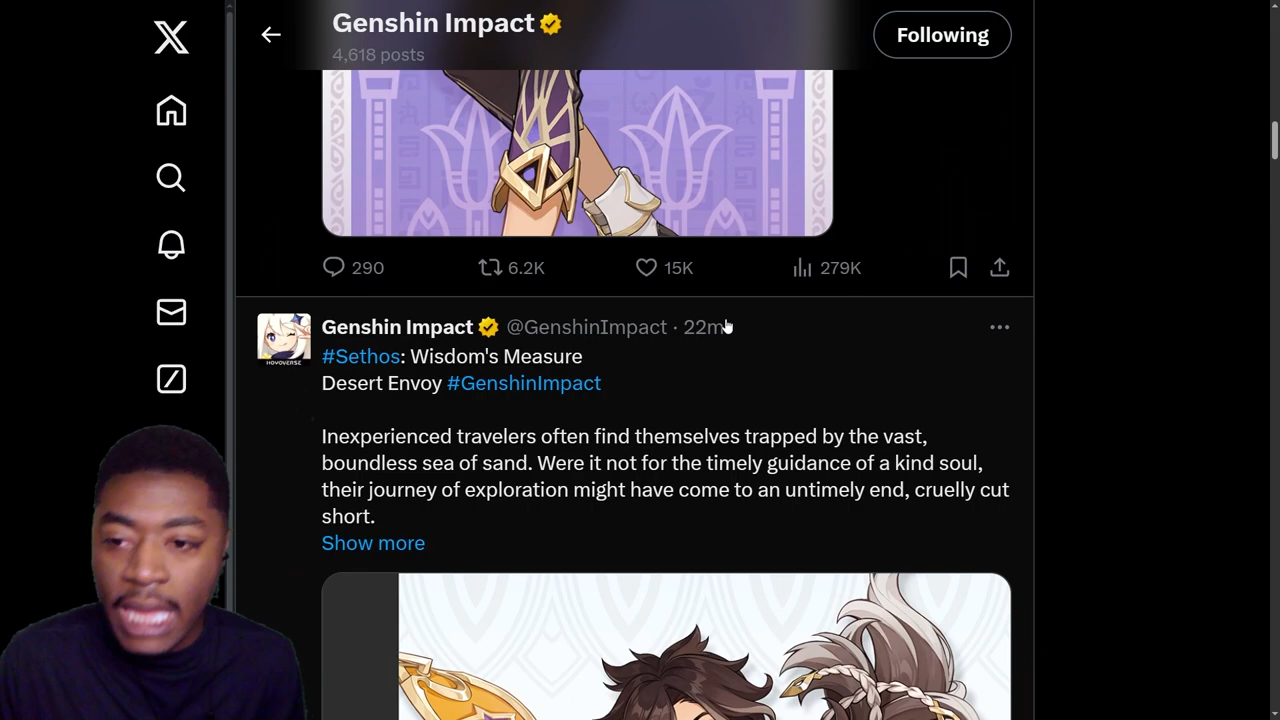 Genshin Impact
4,618 posts
Following
290
6.2K
15K
279K
Genshin Impact @GenshinImpact · 22m
#Sethos: Wisdom's Measure
Desert Envoy #GenshinImpact
Inexperienced travelers often find themselves trapped by the vast,
boundless sea of sand. Were it not for the timely guidance of a kind soul,
their journey of exploration might have come to an untimely end, cruelly cut
short.
Show more
HOYOVERSE